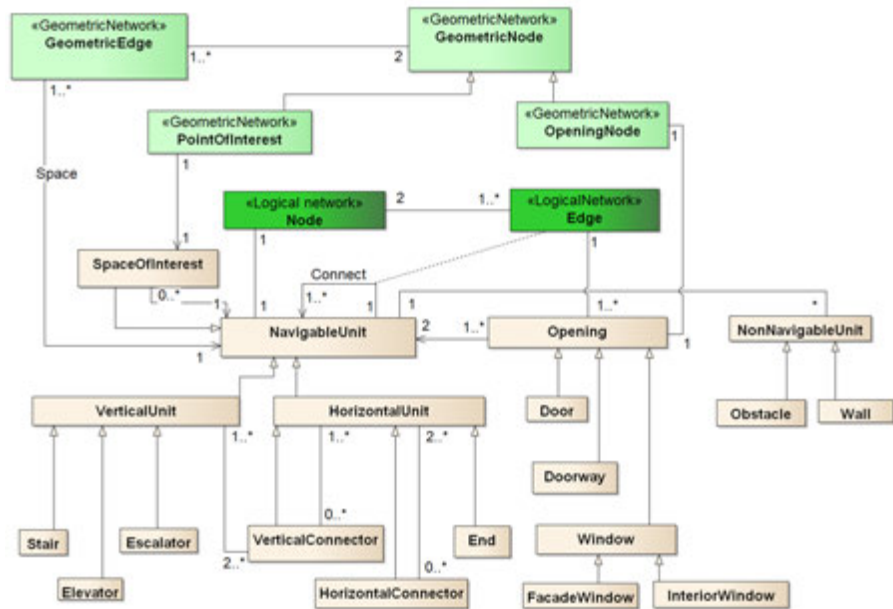 «GeometricNetwork»
GeometricEdge
«GeometricNetwork»
GeometricNode
1..*
2
1..*
«GeometricNetwork»
PointOfInterest
«GeometricNetwork»
OpeningNode
1
1
Space
«Logical network»
Node
2
1..*
«LogicalNetwork»
Edge
1
1
1
SpaceOfInterest
Connect
0..*
1
1
1..*
1
1
1..*
*
NavigableUnit
2
1..*
Opening
1
NonNavigableUnit
1
VerticalUnit
HorizontalUnit
Door
Obstacle
Wall
1..*
1..*
2..*
Doorway
0..*
Stair
Escalator
VerticalConnector
End
Window
2..*
0..*
Elevator
HorizontalConnector
FacadeWindow
InteriorWindow